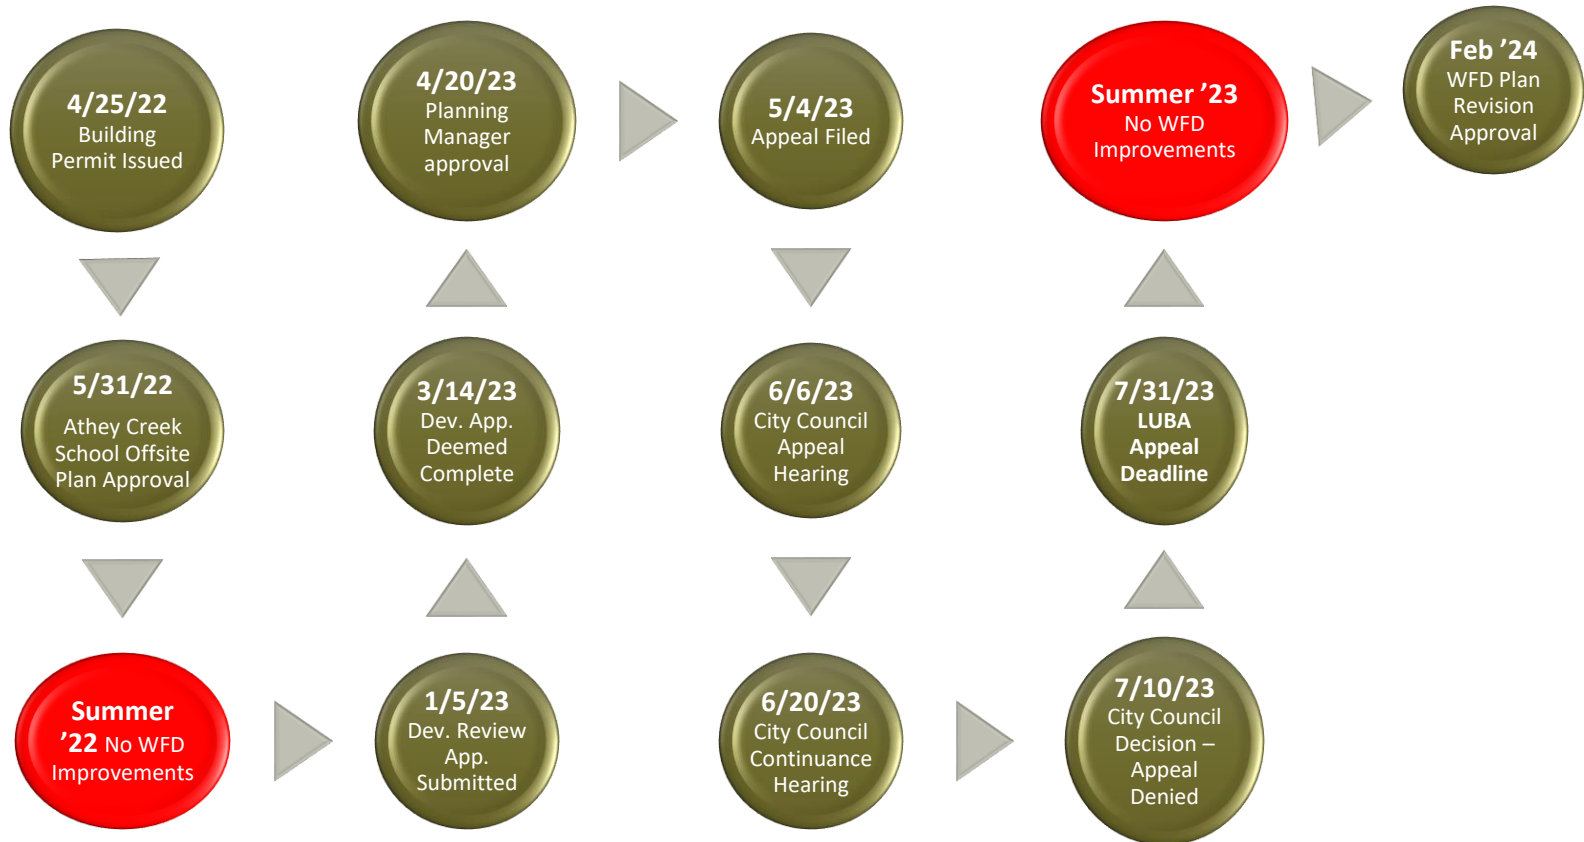 4/25/22
Building
Permit Issued
5/31/22
Athey Creek
School Offsite
Plan Approval
Summer
’22 No WFD
Improvements
1/5/23
Dev. Review
App.
Submitted
3/14/23
Dev. App.
Deemed
Complete
4/20/23
Planning
Manager
approval
5/4/23
Appeal Filed
6/6/23
City Council
Appeal
Hearing
6/20/23
City Council
Continuance
Hearing
7/10/23
City Council
Decision –
Appeal
Denied
7/31/23
LUBA
Appeal
Deadline
Summer ’23
No WFD
Improvements
Feb ’24
WFD Plan
Revision
Approval